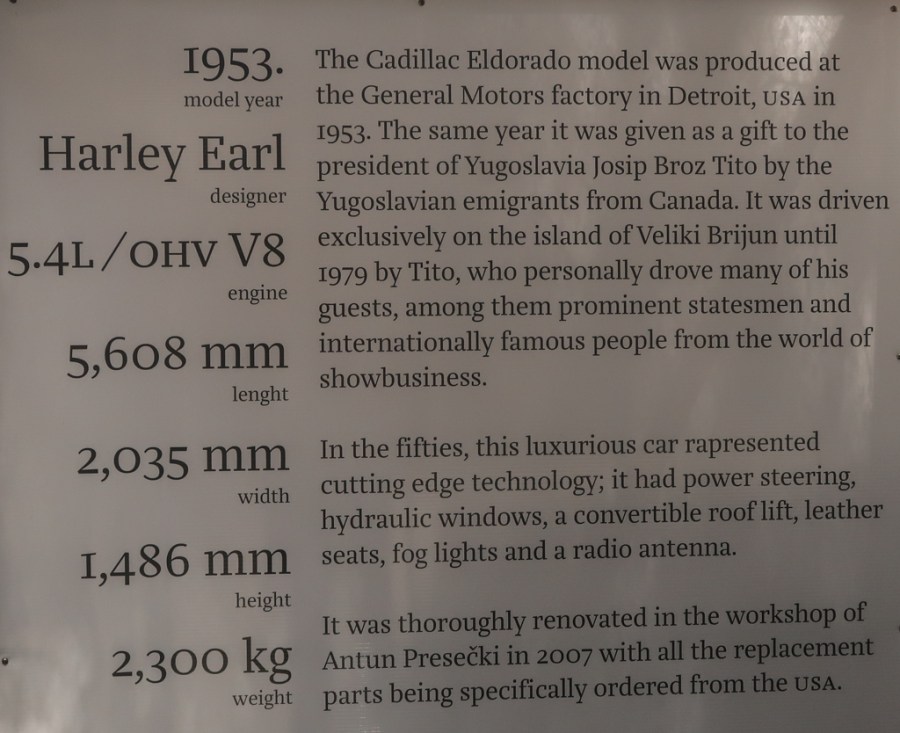 1953.
model year
Harley Earl
designer
5.4L/OHV V8
engine
5,608 mm
lenght
2,035 mm
width
1,486 mm
height
2,300 kg
weight
The Cadillac Eldorado model was produced at
the General Motors factory in Detroit, USA in
1953. The same year it was given as a gift to the
president of Yugoslavia Josip Broz Tito by the
Yugoslavian emigrants from Canada. It was driven
exclusively on the island of Veliki Brijun until
1979 by Tito, who personally drove many of his
guests, among them prominent statesmen and
internationally famous people from the world of
showbusiness.
In the fifties, this luxurious car rapresented
cutting edge technology; it had power steering,
hydraulic windows, a convertible roof lift, leather
seats, fog lights and a radio antenna.
It was thoroughly renovated in the workshop of
Antun Presečki in 2007 with all the replacement
parts being specifically ordered from the USA.